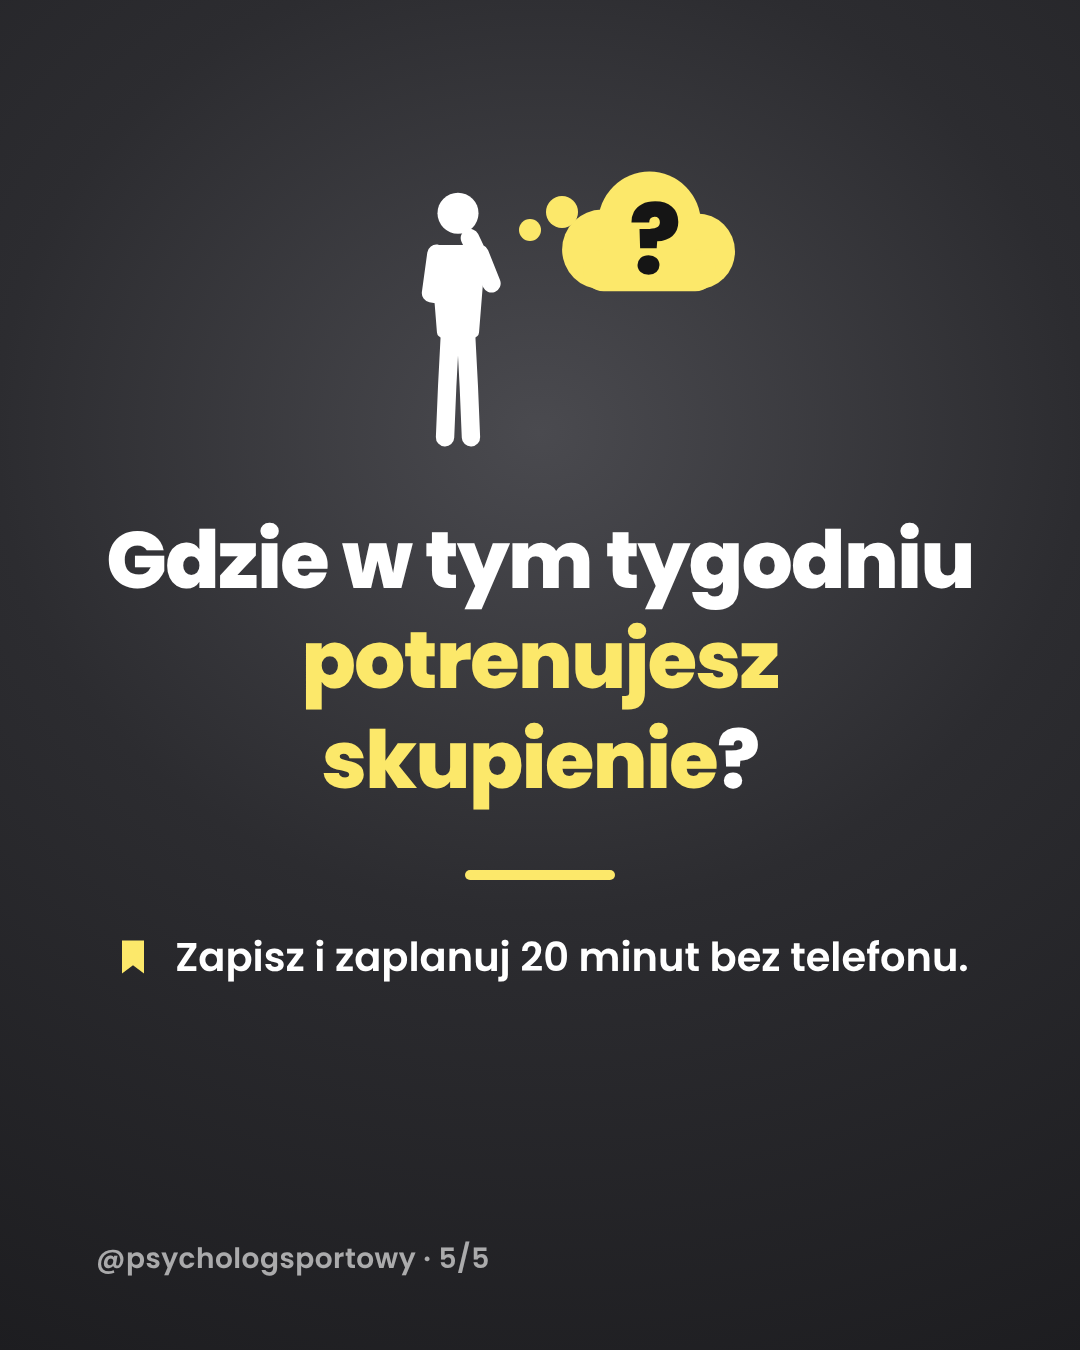 ?
Gdzie w tym tygodniu
potrenujesz
skupienie?
Zapisz i zaplanuj 20 minut bez telefonu.
@psychologsportowy · 5/5